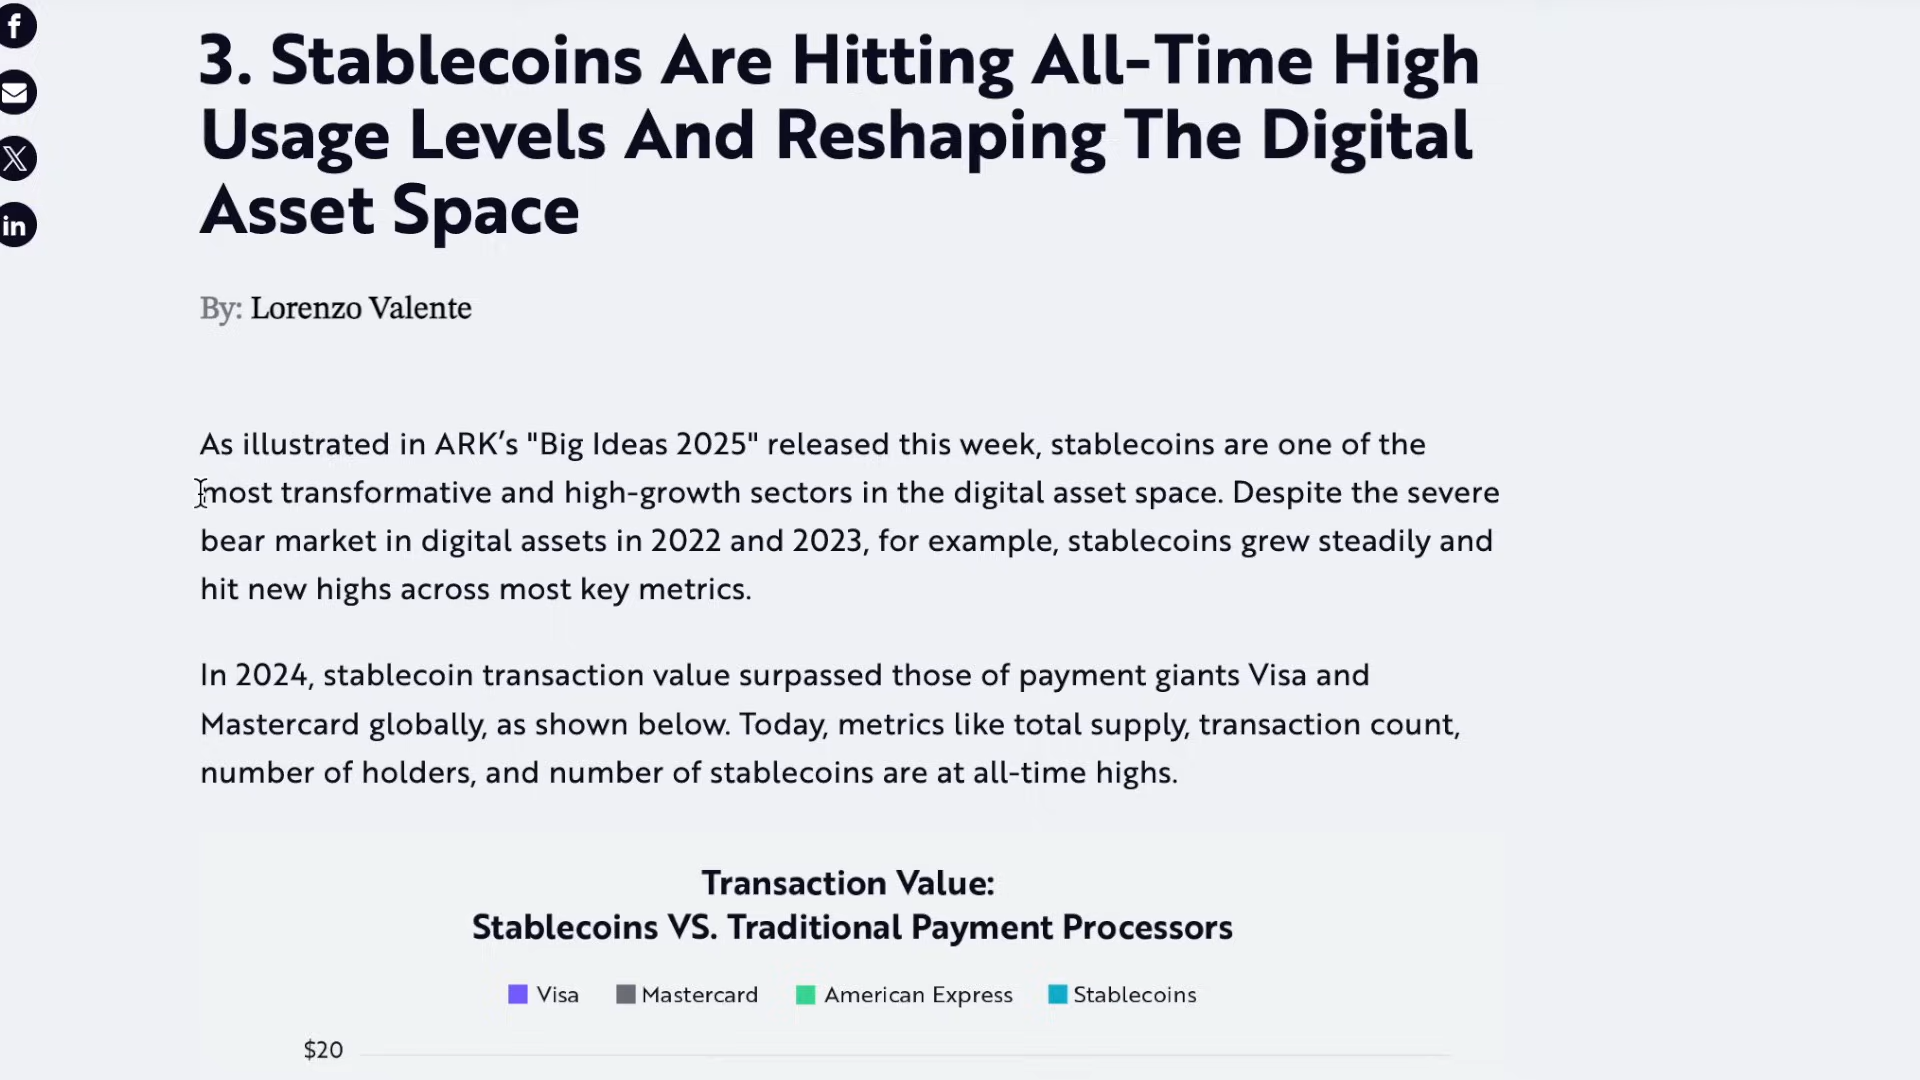 3. Stablecoins Are Hitting All-Time High
Usage Levels And Reshaping The Digital
Asset Space
By: Lorenzo Valente
As illustrated in ARK’s "Big Ideas 2025" released this week, stablecoins are one of the
most transformative and high-growth sectors in the digital asset space. Despite the severe
bear market in digital assets in 2022 and 2023, for example, stablecoins grew steadily and
hit new highs across most key metrics.
In 2024, stablecoin transaction value surpassed those of payment giants Visa and
Mastercard globally, as shown below. Today, metrics like total supply, transaction count,
number of holders, and number of stablecoins are at all-time highs.
Transaction Value:
Stablecoins VS. Traditional Payment Processors
Visa Mastercard American Express Stablecoins
$20